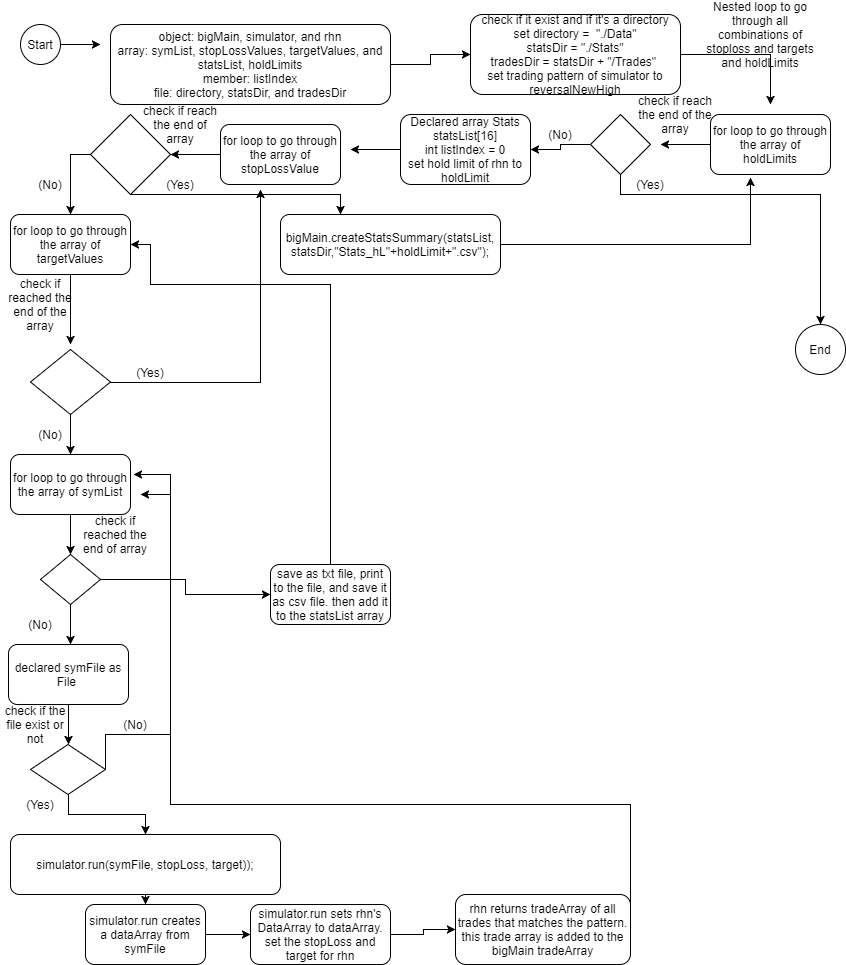 Start
object: bigMain, simulator, and rhn
array: symList, stopLossValues, targetValues, and
statsList, holdLimits
member: listIndex
file: directory, statsDir, and tradesDir
check if it exist and if it's a directory
set directory = "./Data"
statsDir = "./Stats"
tradesDir = statsDir + "/Trades"
set trading pattern of simulator to
reversalNewHigh
Nested loop to go
through all
combinations of
stoploss and targets
and holdLimits
for loop to go through
the array of
holdLimits
check if reach
the end of the
array
(No)
(Yes)
Declared array Stats
statsList[16]
int listIndex = 0
set hold limit of rhn to
holdLimit
for loop to go through
the array of
stopLossValue
check if reach
the end of
array
(No)
(Yes)
bigMain.createStatsSummary(statsList,
statsDir,"Stats_hL"+holdLimit+".csv");
End
for loop to go through
the array of
targetValues
check if
reached the
end of the
array
(Yes)
(No)
for loop to go through
the array of symList
check if
reached the
end of array
save as txt file, print
to the file, and save it
as csv file. then add it
to the statsList array
(No)
declared symFile as
File
check if the
file exist or
not
(No)
(Yes)
simulator.run(symFile, stopLoss, target));
simulator.run creates
a dataArray from
symFile
simulator.run sets rhn's
DataArray to dataArray.
set the stopLoss and
target for rhn
rhn returns tradeArray of all
trades that matches the pattern.
this trade array is added to the
bigMain tradeArray